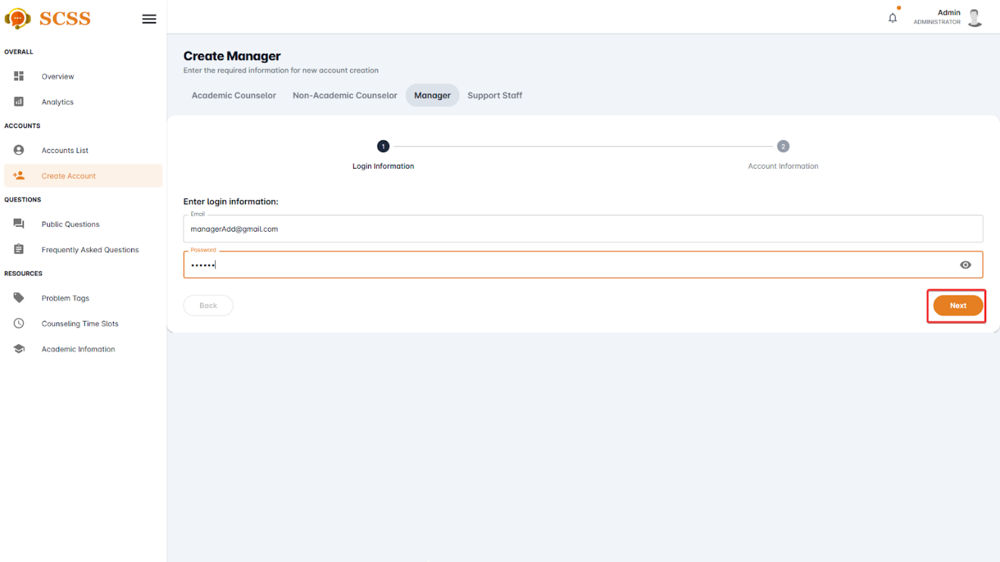 SCSS
Admin
ADMINISTRATOR
OVERALL
Overview
Analytics
ACCOUNTS
Accounts List
Create Account
QUESTIONS
Public Questions
Frequently Asked Questions
RESOURCES
Problem Tags
Counseling Time Slots
Academic Infomation
Create Manager
Enter the required information for new account creation
Academic Counselor Non-Academic Counselor Manager Support Staff
1 2
Login Information Account Information
Enter login information:
Email
managerAdd@gmail.com
Password
••••••
Back Next